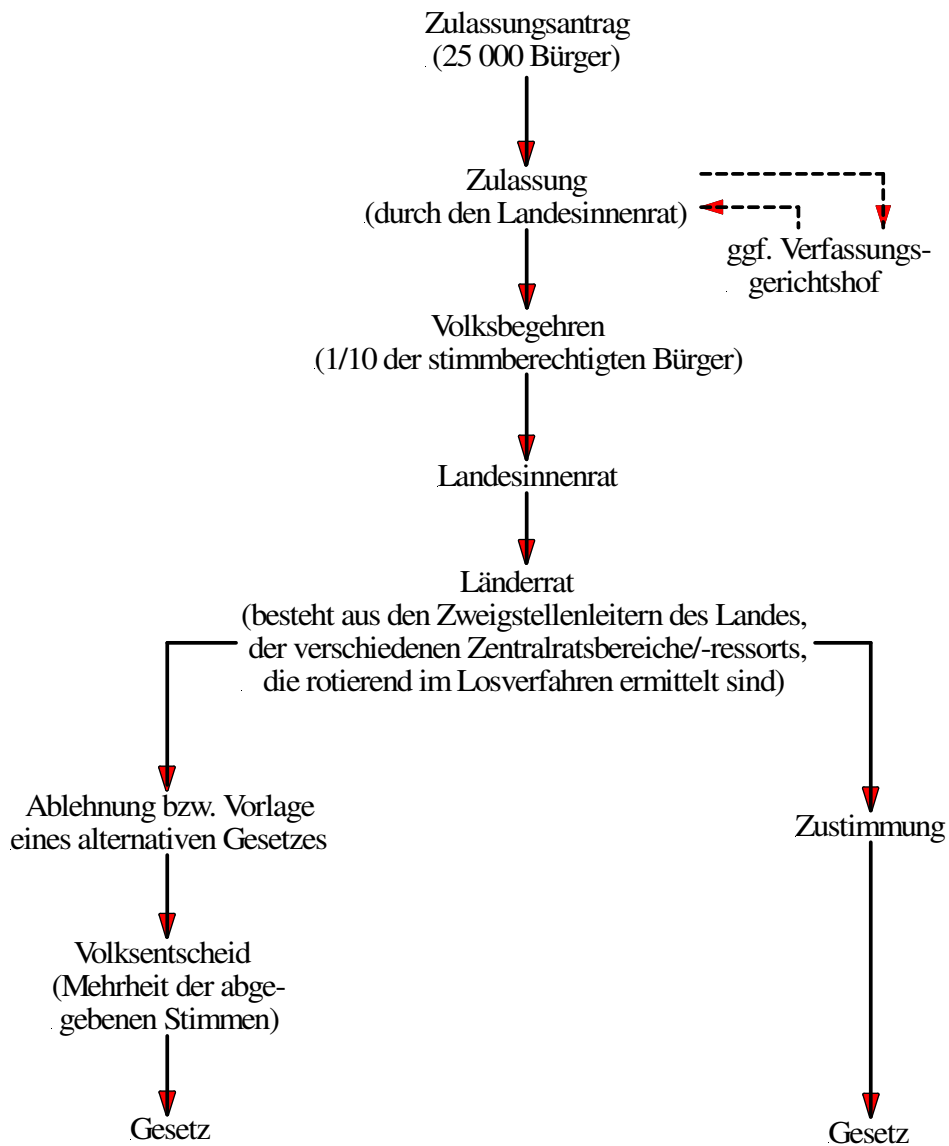 Zulassungsantrag
(25 000 Bürger)
Zulassung
(durch den Landesinnenrat)
ggf. Verfassungs-
gerichtshof
Volksbegehren
(1/10 der stimmberechtigten Bürger)
Landesinnenrat
Länderrat
(besteht aus den Zweigstellenleitern des Landes,
der verschiedenen Zentralratsbereiche/-ressorts,
die rotierend im Losverfahren ermittelt sind)
Ablehnung bzw. Vorlage
eines alternativen Gesetzes
Zustimmung
Volksentscheid
(Mehrheit der abge-
gebenen Stimmen)
Gesetz
Gesetz